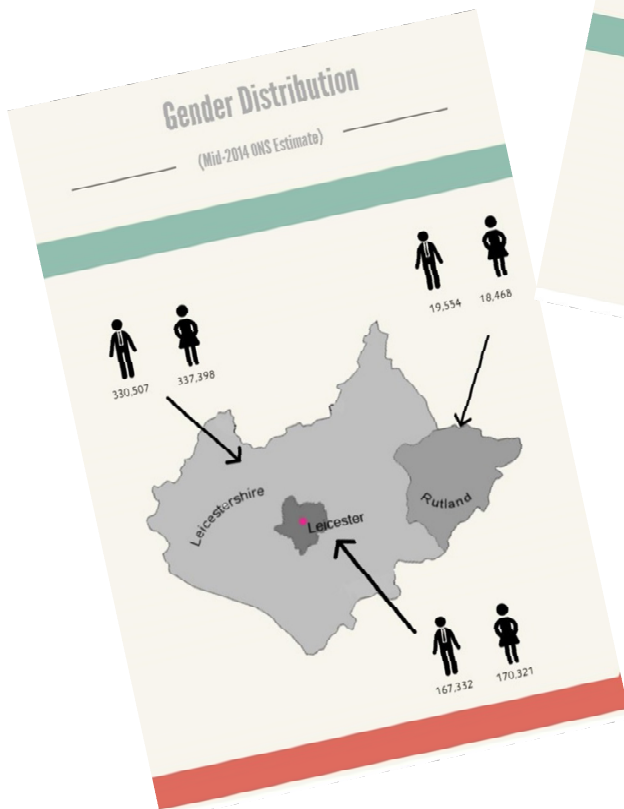 Gender Distribution
(Mid-2014 ONS Estimate)
19,554 18,468
330,507 337,398
Leicestershire
Rutland
Leicester
167,332 170,321